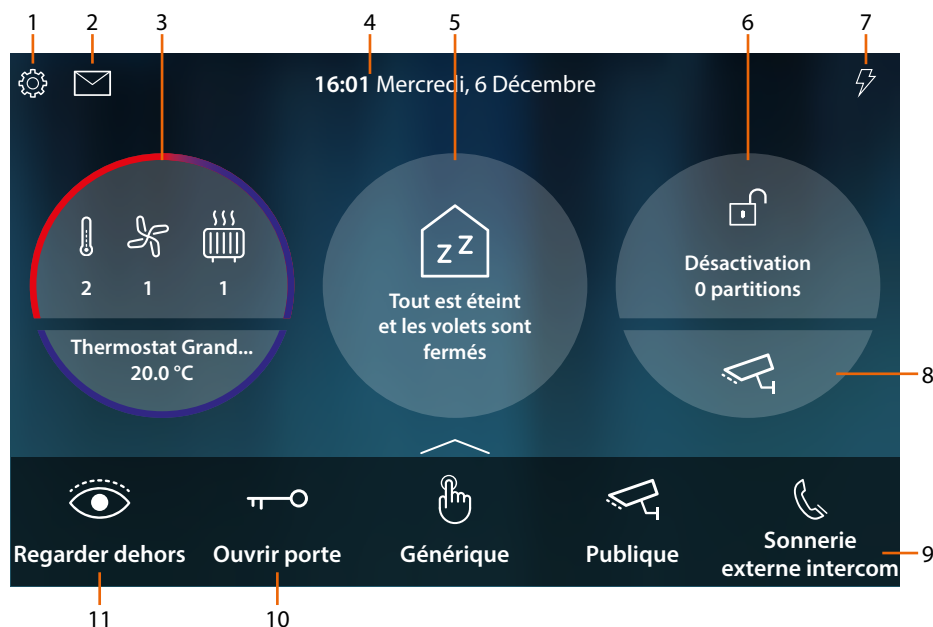 1 2 3 4 5 6 7
16:01 Mercredi, 6 Décembre
2 1 1
Thermostat Grand...
20.0 °C
z Z
Tout est éteint
et les volets sont
fermés
Désactivation
0 partitions
8
Regarder dehors
Ouvrir porte
Générique
Publique
Sonnerie
externe intercom
9
11 10